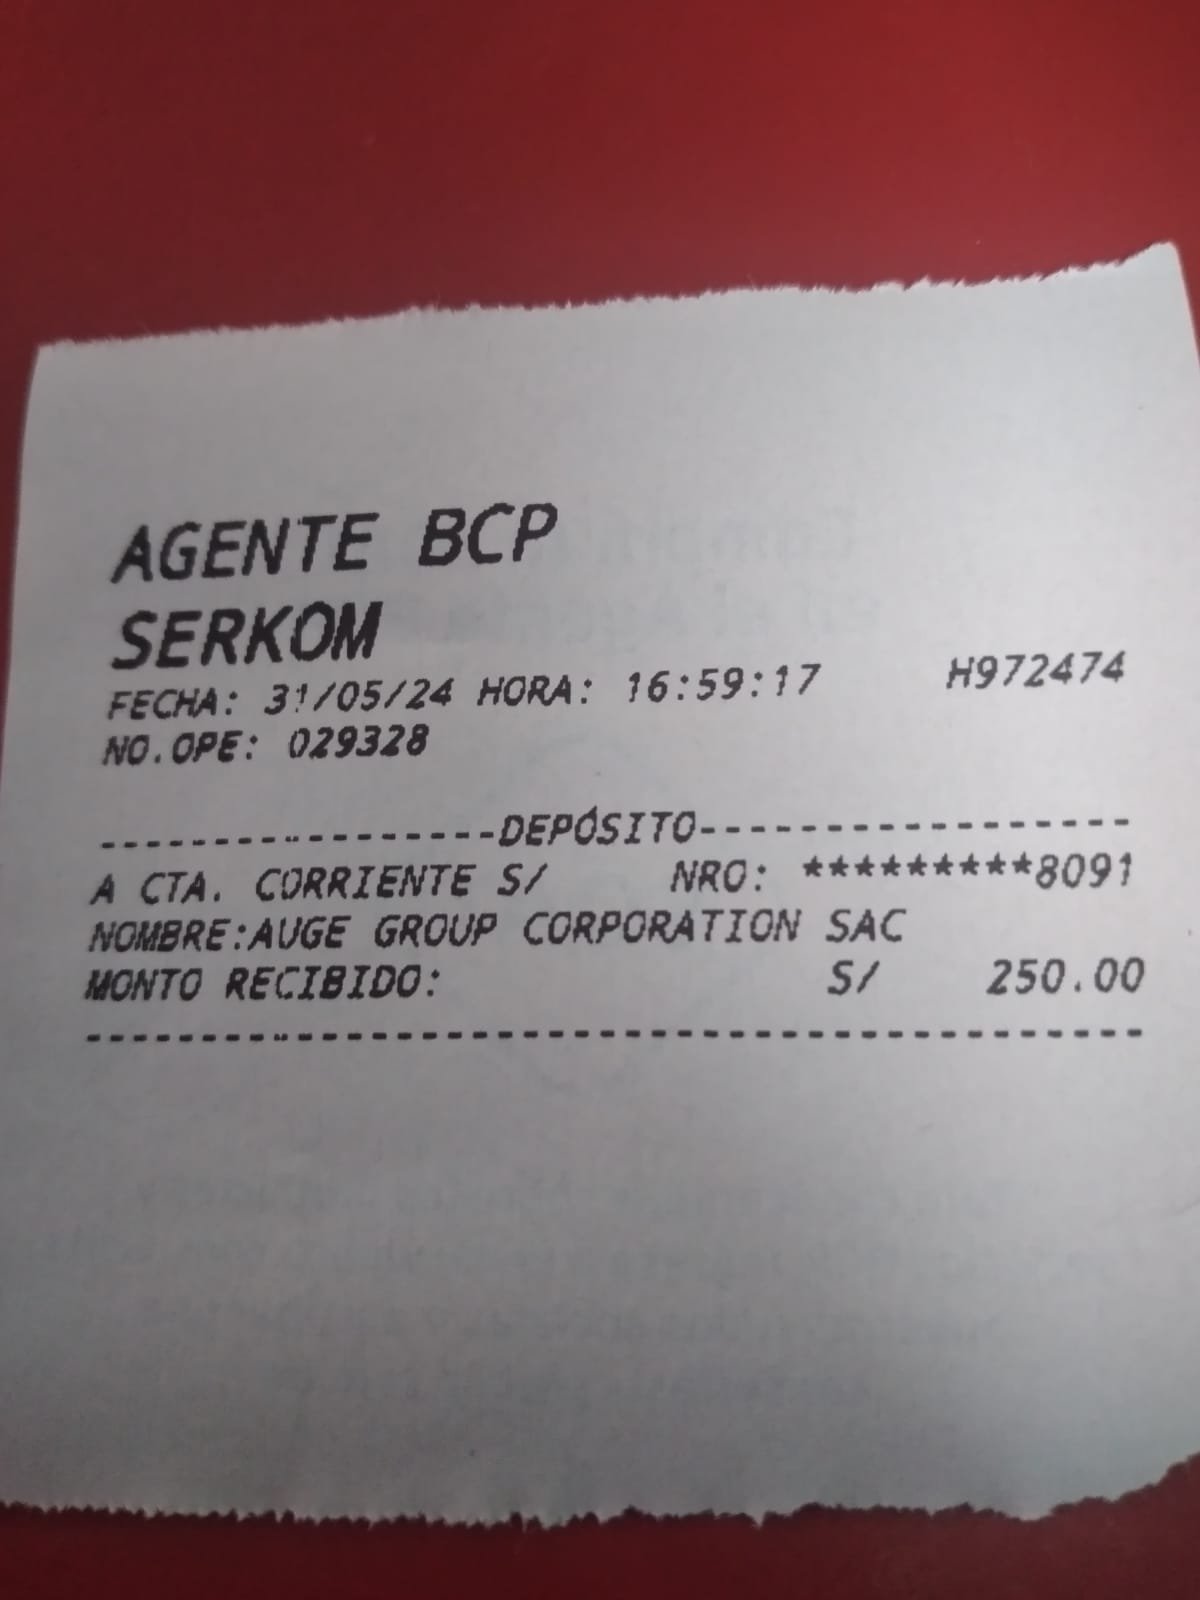 AGENTE BCP
SERKOM
FECHA: 31/05/24 HORA: 16:59:17 H972474
NO.OPE: 029328
-----------------DEPÓSITO------------------
A CTA. CORRIENTE S/ NRO: *********8091
NOMBRE:AUGE GROUP CORPORATION SAC
MONTO RECIBIDO: S/ 250.00
--------------------------------------------